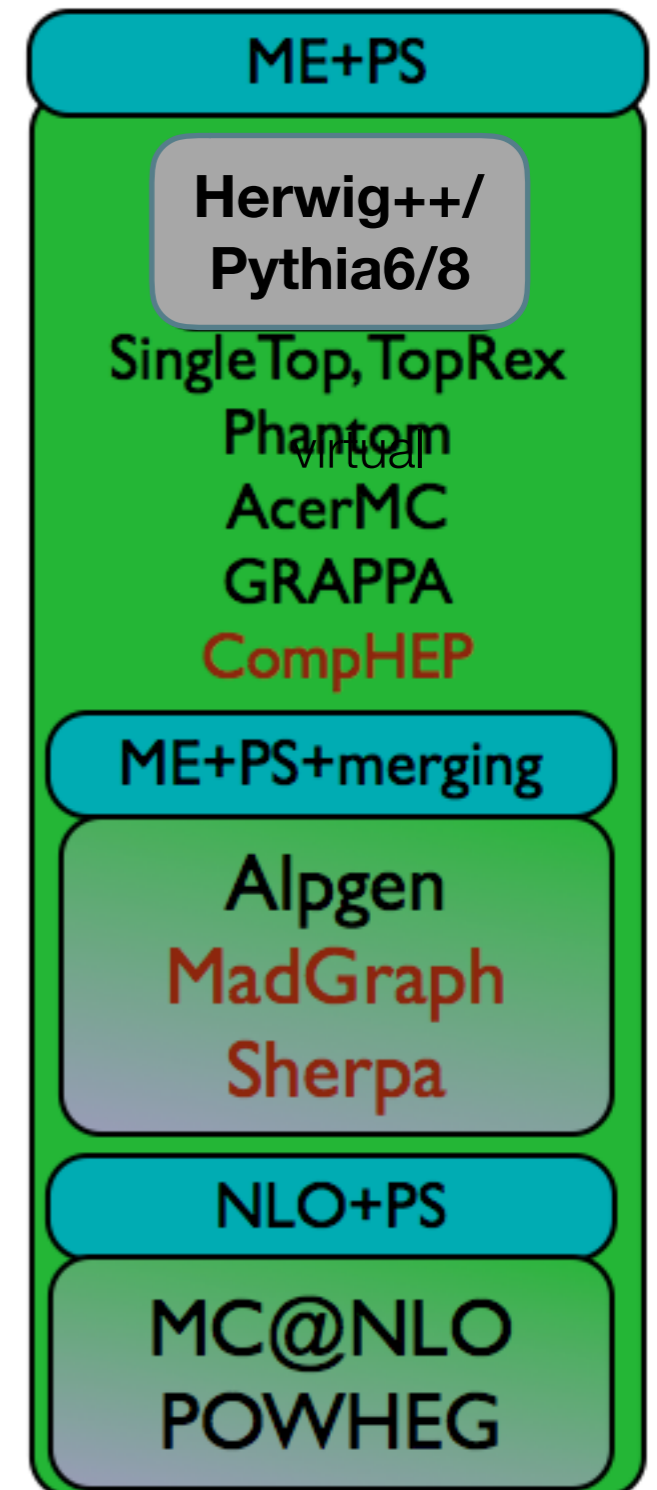 ME+PS
Herwig++/
Pythia6/8
SingleTop, TopRex
Phantom
virtual
AcerMC
GRAPPA
CompHEP
ME+PS+merging
Alpgen
MadGraph
Sherpa
NLO+PS
MC@NLO
POWHEG